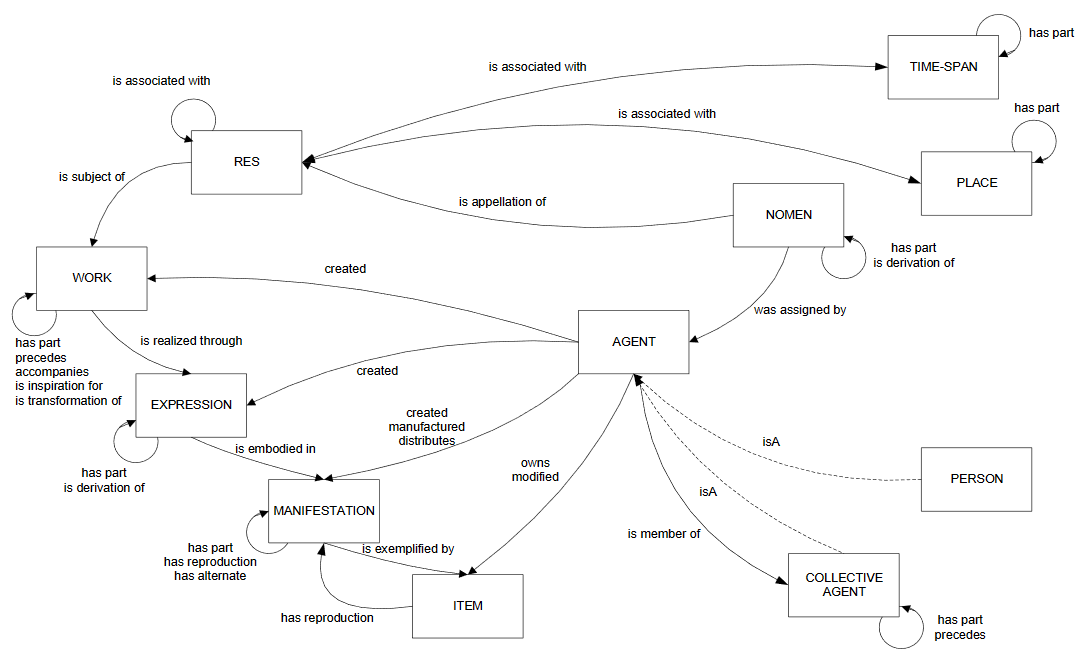 has part
TIME-SPAN
is associated with
is associated with
has part
is associated with
RES
PLACE
is subject of
is appellation of
NOMEN
has part
is derivation of
WORK
created
was assigned by
has part
precedes
accompanies
is inspiration for
is transformation of
is realized through
AGENT
created
EXPRESSION
created
manufactured
distributes
isA
is embodied in
has part
is derivation of
owns
modified
PERSON
isA
MANIFESTATION
is member of
has part
has reproduction
has alternate
is exemplified by
COLLECTIVE
AGENT
ITEM
has reproduction
has part
precedes